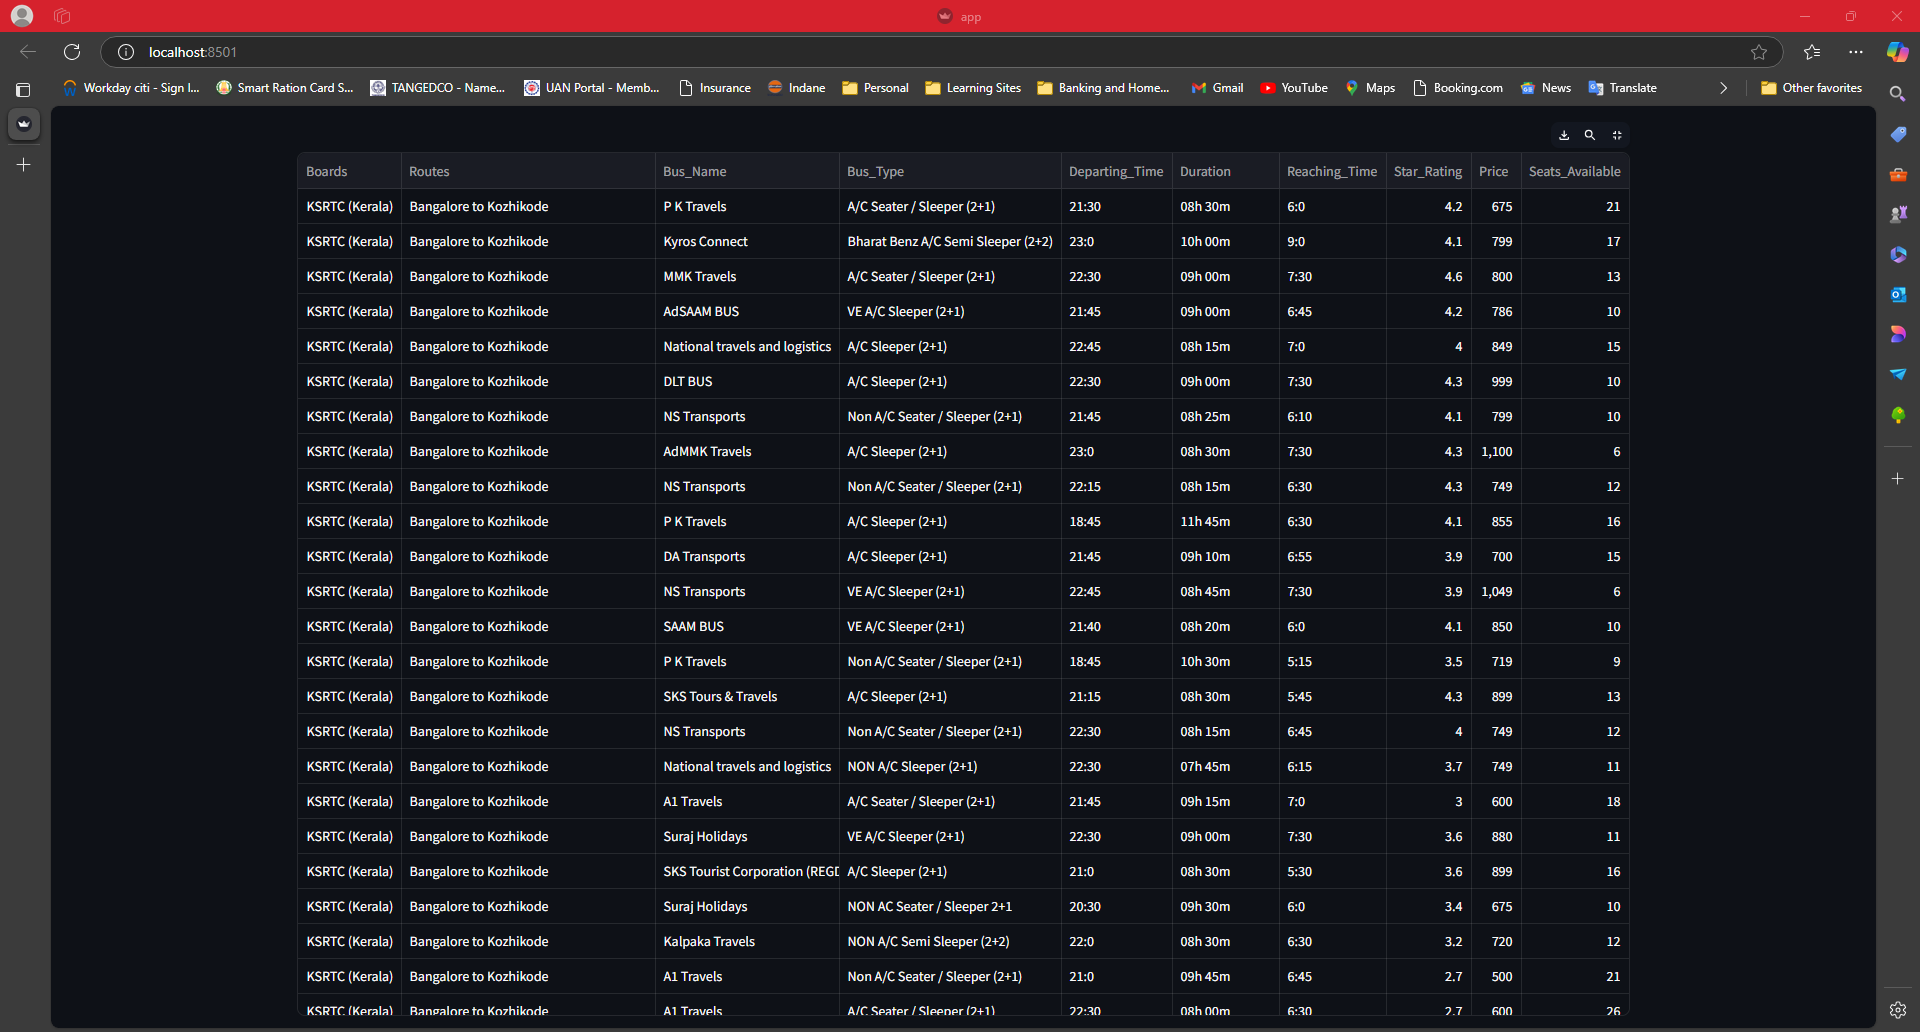 app
localhost:8501
Workday citi - Sign I... Smart Ration Card S... TANGEDCO - Name... UAN Portal - Memb... Insurance Indane Personal Learning Sites Banking and Home... Gmail YouTube Maps Booking.com News Translate Other favorites
Boards Routes Bus_Name Bus_Type Departing_Time Duration Reaching_Time Star_Rating Price Seats_Available
KSRTC (Kerala) Bangalore to Kozhikode P K Travels A/C Seater / Sleeper (2+1) 21:30 08h 30m 6:0 4.2 675 21
KSRTC (Kerala) Bangalore to Kozhikode Kyros Connect Bharat Benz A/C Semi Sleeper (2+2) 23:0 10h 00m 9:0 4.1 799 17
KSRTC (Kerala) Bangalore to Kozhikode MMK Travels A/C Seater / Sleeper (2+1) 22:30 09h 00m 7:30 4.6 800 13
KSRTC (Kerala) Bangalore to Kozhikode AdSAAM BUS VE A/C Sleeper (2+1) 21:45 09h 00m 6:45 4.2 786 10
KSRTC (Kerala) Bangalore to Kozhikode National travels and logistics A/C Sleeper (2+1) 22:45 08h 15m 7:0 4 849 15
KSRTC (Kerala) Bangalore to Kozhikode DLT BUS A/C Sleeper (2+1) 22:30 09h 00m 7:30 4.3 999 10
KSRTC (Kerala) Bangalore to Kozhikode NS Transports Non A/C Seater / Sleeper (2+1) 21:45 08h 25m 6:10 4.1 799 10
KSRTC (Kerala) Bangalore to Kozhikode AdMMK Travels A/C Sleeper (2+1) 23:0 08h 30m 7:30 4.3 1,100 6
KSRTC (Kerala) Bangalore to Kozhikode NS Transports Non A/C Seater / Sleeper (2+1) 22:15 08h 15m 6:30 4.3 749 12
KSRTC (Kerala) Bangalore to Kozhikode P K Travels A/C Sleeper (2+1) 18:45 11h 45m 6:30 4.1 855 16
KSRTC (Kerala) Bangalore to Kozhikode DA Transports A/C Sleeper (2+1) 21:45 09h 10m 6:55 3.9 700 15
KSRTC (Kerala) Bangalore to Kozhikode NS Transports VE A/C Sleeper (2+1) 22:45 08h 45m 7:30 3.9 1,049 6
KSRTC (Kerala) Bangalore to Kozhikode SAAM BUS VE A/C Sleeper (2+1) 21:40 08h 20m 6:0 4.1 850 10
KSRTC (Kerala) Bangalore to Kozhikode P K Travels Non A/C Seater / Sleeper (2+1) 18:45 10h 30m 5:15 3.5 719 9
KSRTC (Kerala) Bangalore to Kozhikode SKS Tours & Travels A/C Sleeper (2+1) 21:15 08h 30m 5:45 4.3 899 13
KSRTC (Kerala) Bangalore to Kozhikode NS Transports Non A/C Seater / Sleeper (2+1) 22:30 08h 15m 6:45 4 749 12
KSRTC (Kerala) Bangalore to Kozhikode National travels and logistics NON A/C Sleeper (2+1) 22:30 07h 45m 6:15 3.7 749 11
KSRTC (Kerala) Bangalore to Kozhikode A1 Travels A/C Seater / Sleeper (2+1) 21:45 09h 15m 7:0 3 600 18
KSRTC (Kerala) Bangalore to Kozhikode Suraj Holidays VE A/C Sleeper (2+1) 22:30 09h 00m 7:30 3.6 880 11
KSRTC (Kerala) Bangalore to Kozhikode SKS Tourist Corporation (REGD A/C Sleeper (2+1) 21:0 08h 30m 5:30 3.6 899 16
KSRTC (Kerala) Bangalore to Kozhikode Suraj Holidays NON AC Seater / Sleeper 2+1 20:30 09h 30m 6:0 3.4 675 10
KSRTC (Kerala) Bangalore to Kozhikode Kalpaka Travels NON A/C Semi Sleeper (2+2) 22:0 08h 30m 6:30 3.2 720 12
KSRTC (Kerala) Bangalore to Kozhikode A1 Travels Non A/C Seater / Sleeper (2+1) 21:0 09h 45m 6:45 2.7 500 21
KSRTC (Kerala) Bangalore to Kozhikode A1 Travels A/C Seater / Sleeper (2+1) 22:30 08h 00m 6:30 2.7 600 26